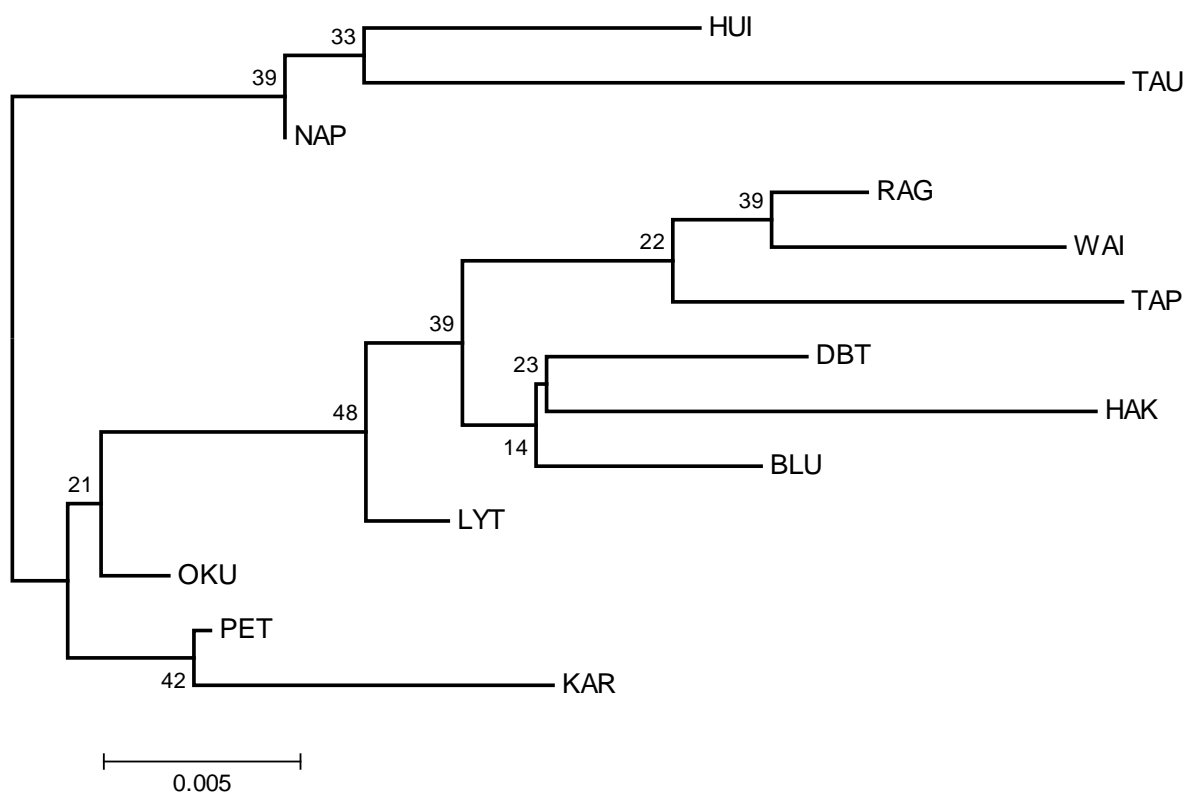 33
HUI
39
TAU
NAP
39
RAG
22
WAI
TAP
39
DBT
23
HAK
48
14
BLU
21
LYT
OKU
PET
42
KAR
0.005